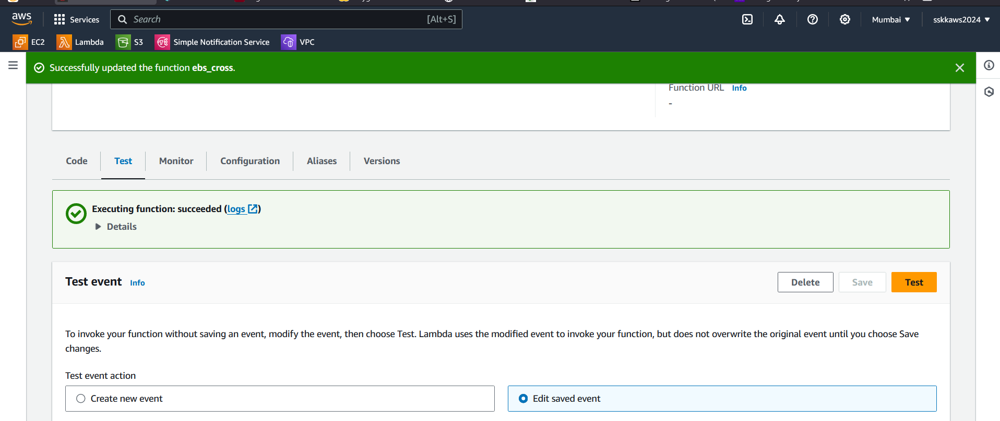 aws
Services
Search
[Alt+S]
Mumbai
sskkaws2024
EC2
Lambda
S3
Simple Notification Service
VPC
Successfully updated the function ebs_cross.
Function URL Info
-
Code
Test
Monitor
Configuration
Aliases
Versions
Executing function: succeeded (logs)
Details
Test event Info
Delete
Save
Test
To invoke your function without saving an event, modify the event, then choose Test. Lambda uses the modified event to invoke your function, but does not overwrite the original event until you choose Save
changes.
Test event action
Create new event
Edit saved event